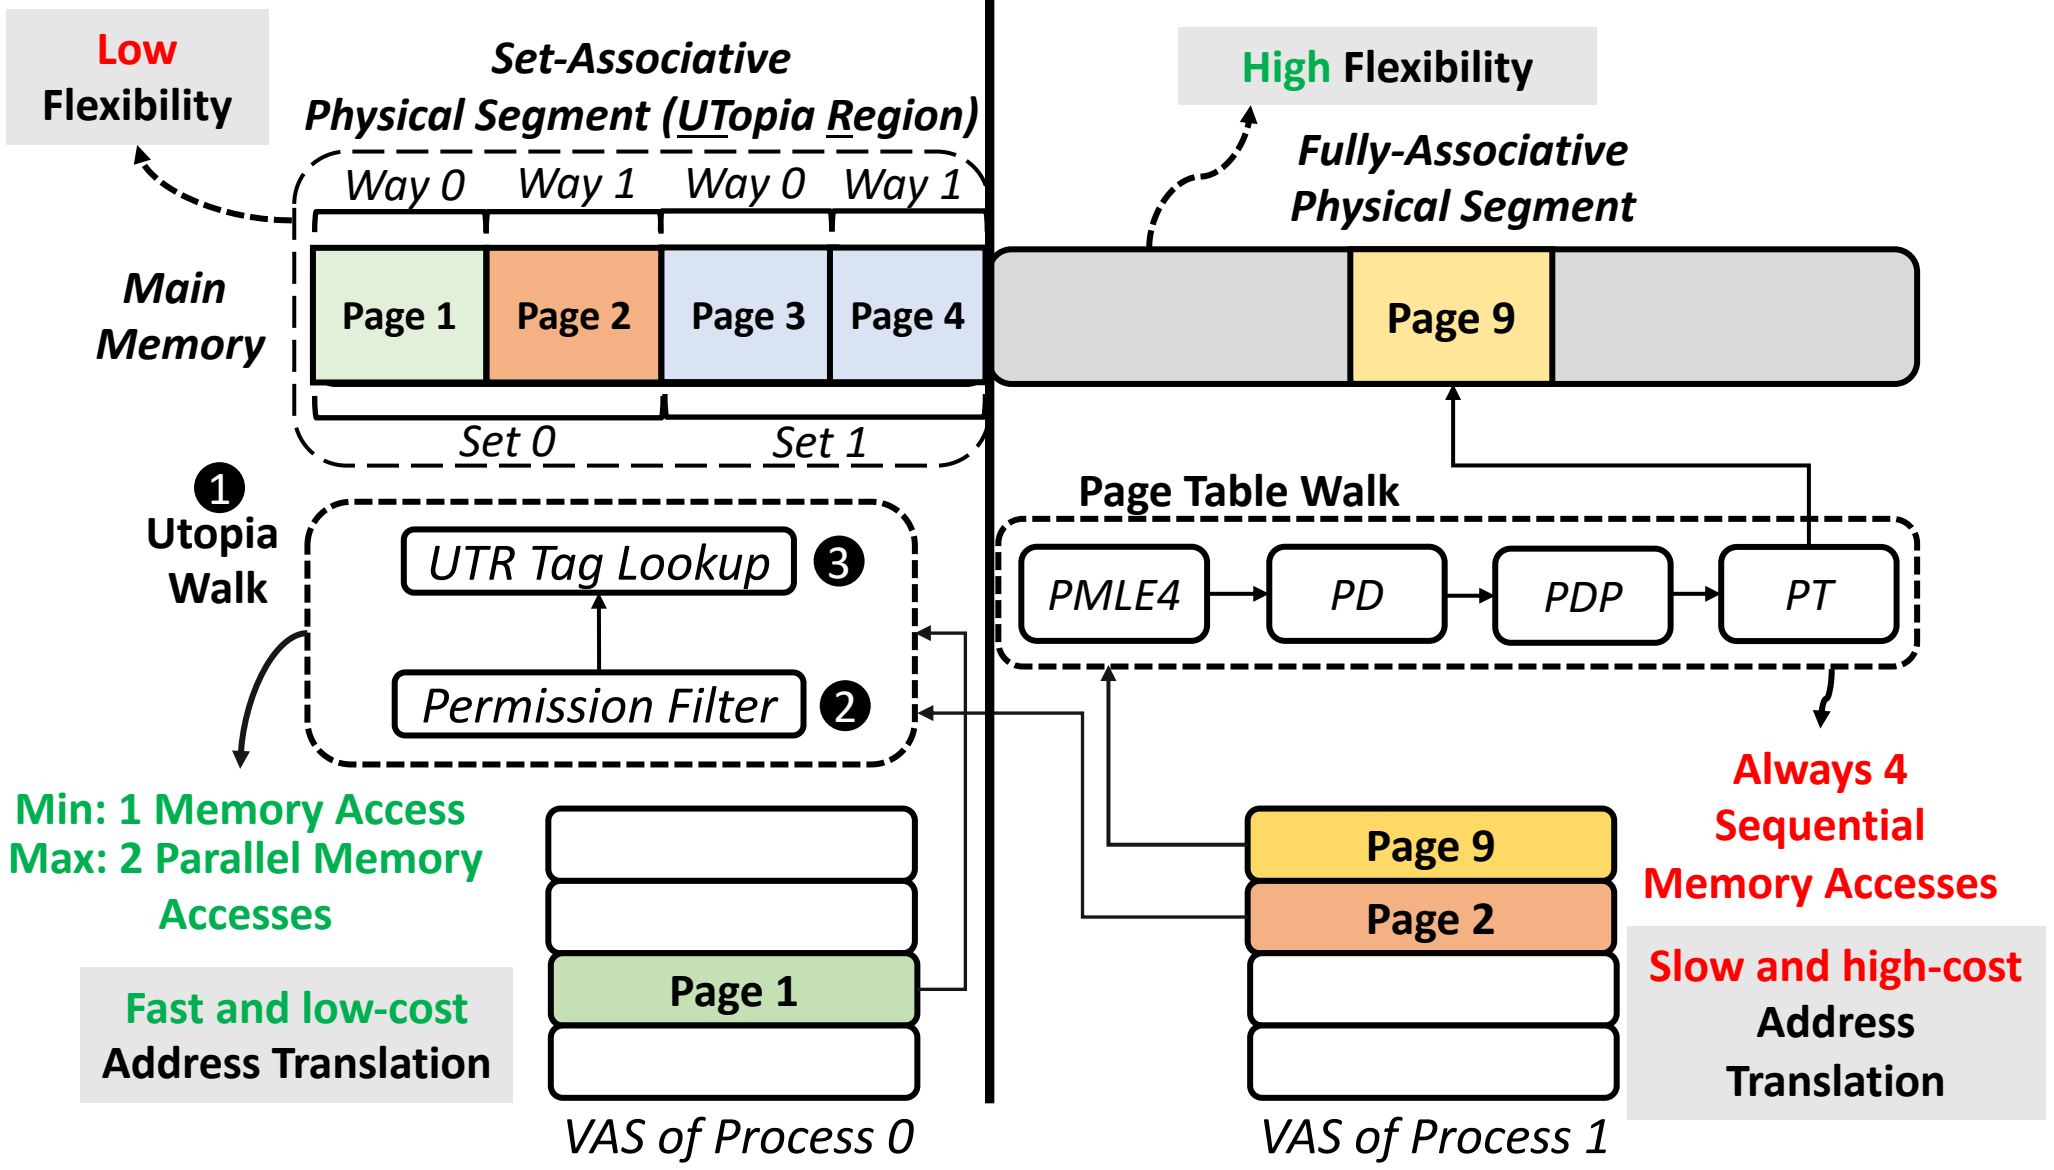 Low
Flexibility
Set-Associative
Physical Segment (UTopia Region)
High Flexibility
Fully-Associative
Physical Segment
Way 0 Way 1 Way 0 Way 1
Main
Memory
Page 1 Page 2 Page 3 Page 4 Page 9
Set 0 Set 1
1
Utopia
Walk
UTR Tag Lookup 3
Permission Filter 2
Page Table Walk
PMLE4 PD PDP PT
Min: 1 Memory Access
Max: 2 Parallel Memory
Accesses
Fast and low-cost
Address Translation
Page 1
VAS of Process 0
Page 9
Page 2
VAS of Process 1
Always 4
Sequential
Memory Accesses
Slow and high-cost
Address
Translation